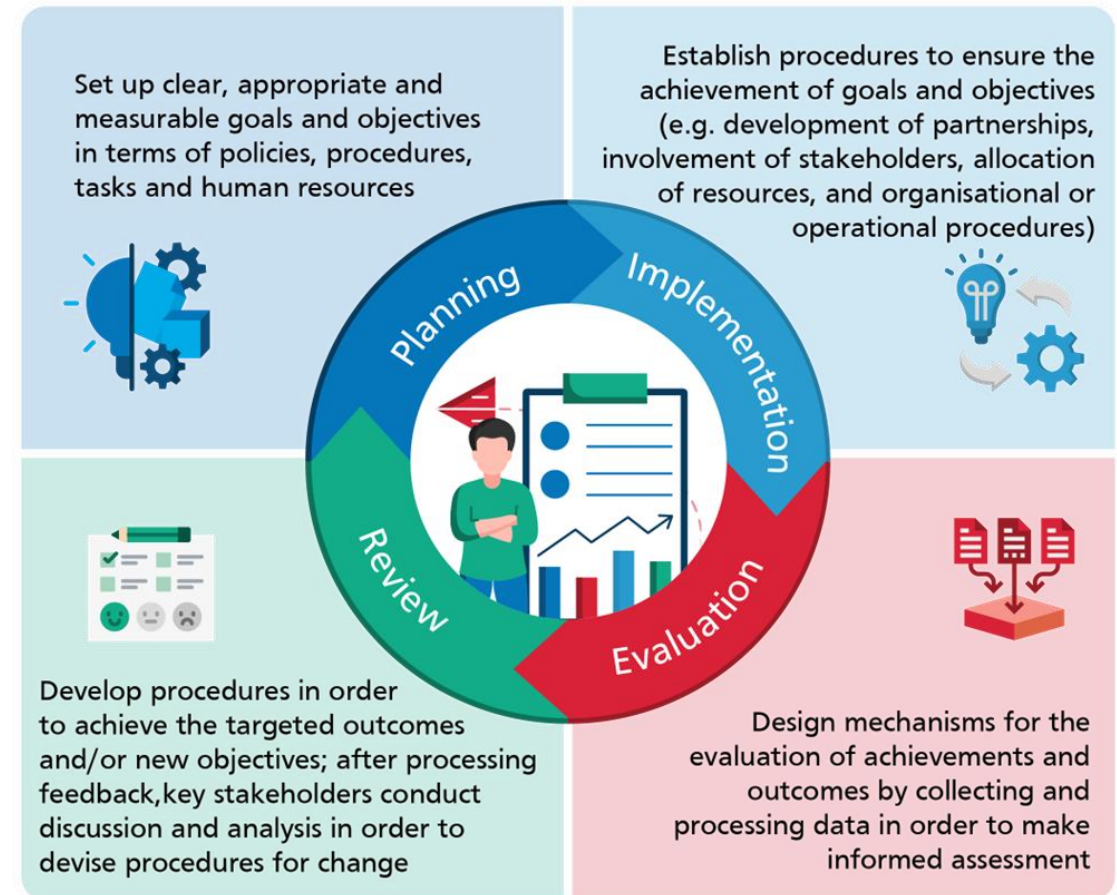 Set up clear, appropriate and
measurable goals and objectives
in terms of policies, procedures,
tasks and human resources
Establish procedures to ensure the
achievement of goals and objectives
(e.g. development of partnerships,
involvement of stakeholders, allocation
of resources, and organisational or
operational procedures)
Planning
Implementation
Review
Evaluation
Develop procedures in order
to achieve the targeted outcomes
and/or new objectives; after processing
feedback,key stakeholders conduct
discussion and analysis in order to
devise procedures for change
Design mechanisms for the
evaluation of achievements and
outcomes by collecting and
processing data in order to make
informed assessment